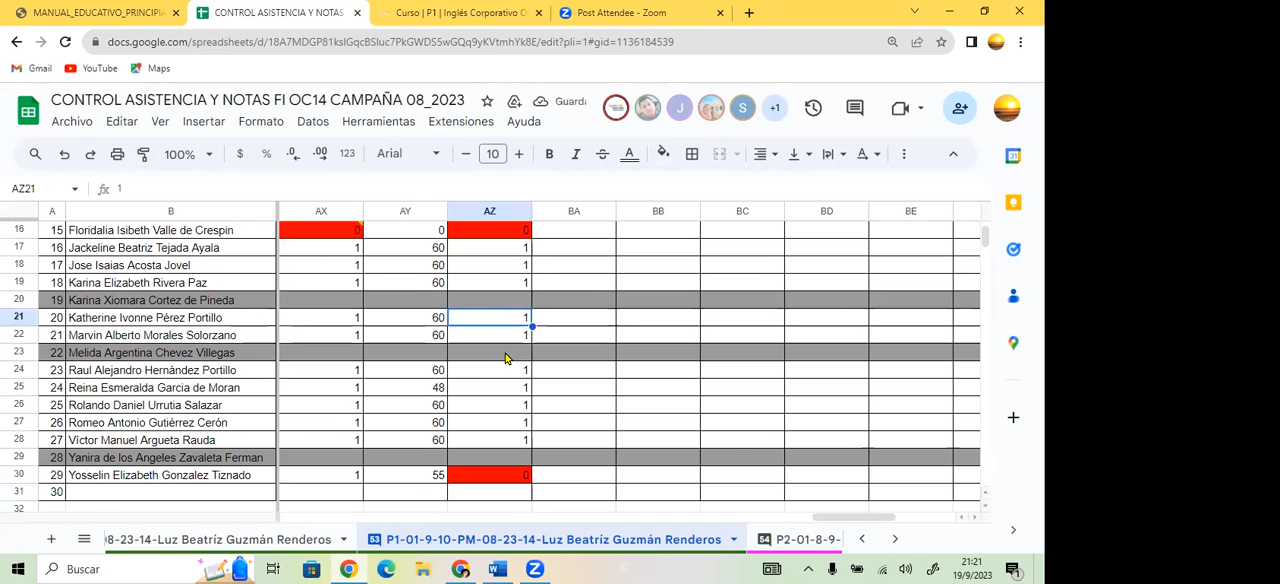 MANUAL_EDUCATIVO_PRINCIPIA
CONTROL ASISTENCIA Y NOTAS
Curso | P1 | Inglés Corporativo
Post Attendee - Zoom
docs.google.com/spreadsheets/d/18A7MDGP81ksIGqcBSIuc7PkGWDS5wGQq9yKVtmhYk8E/edit?pli=1#gid=1136184539
Gmail YouTube Maps
CONTROL ASISTENCIA Y NOTAS FI OC14 CAMPAÑA 08_2023
Guarda
J S +1
Archivo Editar Ver Insertar Formato Datos Herramientas Extensiones Ayuda
100% $ % .0 .00 123 Arial 10 B I A
AZ21 fx 1
A B AX AY AZ BA BB BC BD BE
16 15 Floridalia Isibeth Valle de Crespin 0 0 0
17 16 Jackeline Beatriz Tejada Ayala 1 60 1
18 17 Jose Isaias Acosta Jovel 1 60 1
19 18 Karina Elizabeth Rivera Paz 1 60 1
20 19 Karina Xiomara Cortez de Pineda
21 20 Katherine Ivonne Pérez Portillo 1 60 1
22 21 Marvin Alberto Morales Solorzano 1 60 1
23 22 Melida Argentina Chevez Villegas
24 23 Raul Alejandro Hernández Portillo 1 60 1
25 24 Reina Esmeralda Garcia de Moran 1 48 1
26 25 Rolando Daniel Urrutia Salazar 1 60 1
27 26 Romeo Antonio Gutiérrez Cerón 1 60 1
28 27 Víctor Manuel Argueta Rauda 1 60 1
29 28 Yanira de los Angeles Zavaleta Ferman
30 29 Yosselin Elizabeth Gonzalez Tiznado 1 55 0
31 30
32
08-23-14-Luz Beatríz Guzmán Renderos
53 P1-01-9-10-PM-08-23-14-Luz Beatríz Guzmán Renderos
54 P2-01-8-9-
Buscar
21:21
19/9/2023